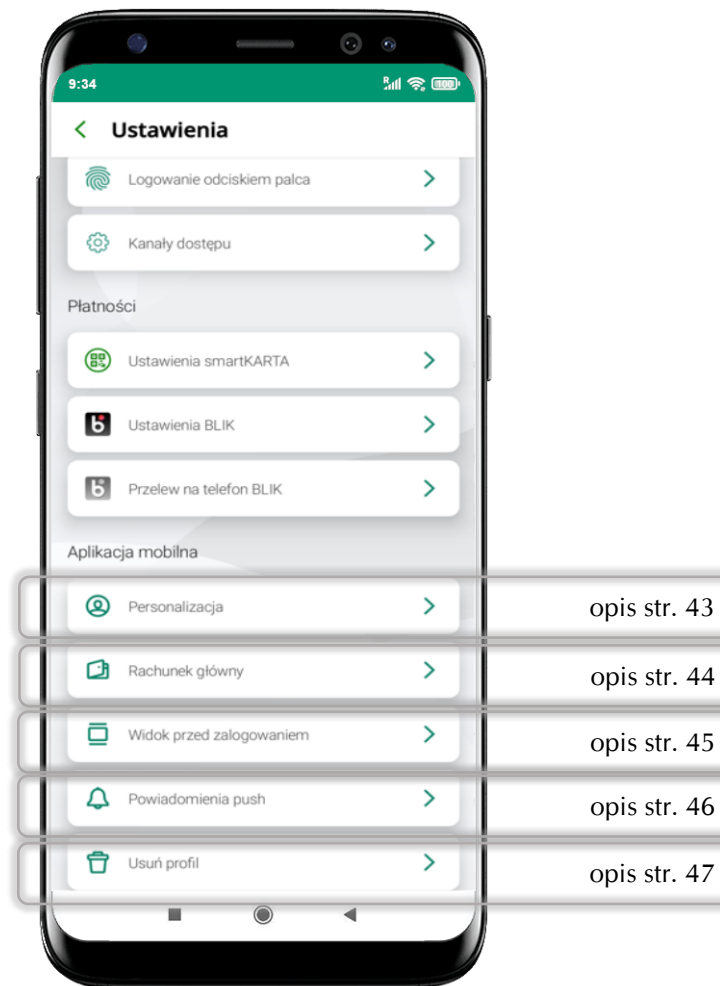 9:34
R 100
Ustawienia
Logowanie odciskiem palca
Kanały dostępu
Płatności
Ustawienia smartKARTA
Ustawienia BLIK
Przelew na telefon BLIK
Aplikacja mobilna
Personalizacja opis str. 43
Rachunek główny opis str. 44
Widok przed zalogowaniem opis str. 45
Powiadomienia push opis str. 46
Usuń profil opis str. 47